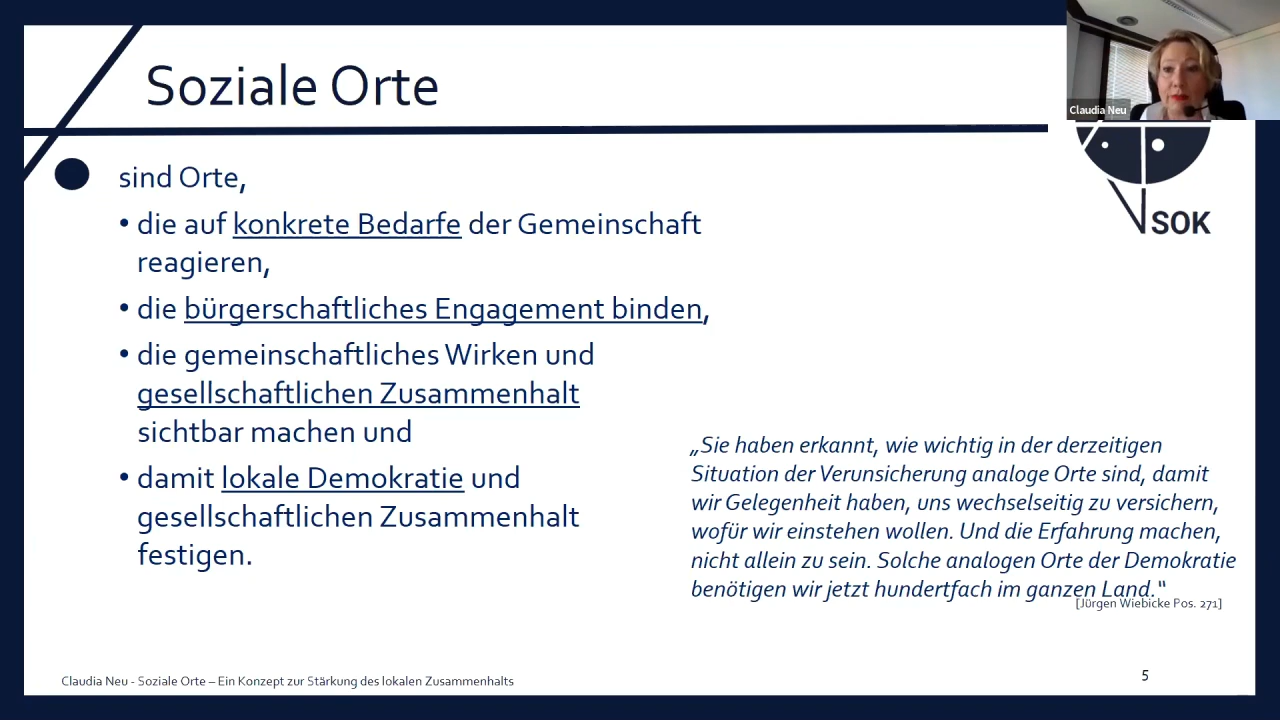 Soziale Orte
Claudia Neu
SOK
sind Orte,
• die auf konkrete Bedarfe der Gemeinschaft
reagieren,
• die bürgerschaftliches Engagement binden,
• die gemeinschaftliches Wirken und
gesellschaftlichen Zusammenhalt
sichtbar machen und
• damit lokale Demokratie und
gesellschaftlichen Zusammenhalt
festigen.
„Sie haben erkannt, wie wichtig in der derzeitigen
Situation der Verunsicherung analoge Orte sind, damit
wir Gelegenheit haben, uns wechselseitig zu versichern,
wofür wir einstehen wollen. Und die Erfahrung machen,
nicht allein zu sein. Solche analogen Orte der Demokratie
benötigen wir jetzt hundertfach im ganzen Land.“
[Jürgen Wiebicke Pos. 271]
Claudia Neu - Soziale Orte – Ein Konzept zur Stärkung des lokalen Zusammenhalts
5